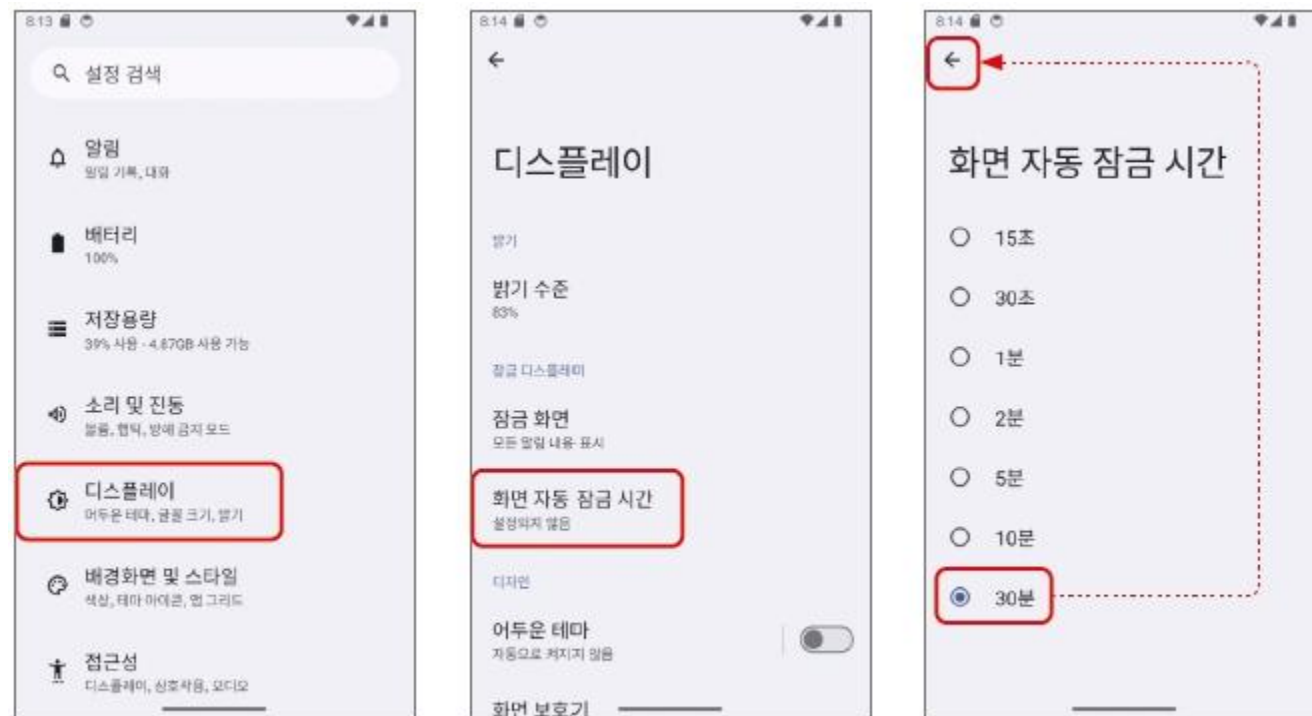 8:13
설정 검색
알림
알림 기록, 대화
배터리
100%
저장용량
39% 사용 - 4.87GB 사용 가능
소리 및 진동
볼륨, 햅틱, 방해 금지 모드
디스플레이
어두운 테마, 글꼴 크기, 밝기
배경화면 및 스타일
색상, 테마 아이콘, 앱 그리드
접근성
디스플레이, 상호작용, 오디오
8:14
디스플레이
밝기
밝기 수준
83%
잠금 디스플레이
잠금 화면
모든 알림 내용 표시
화면 자동 잠금 시간
설정되지 않음
디자인
어두운 테마
자동으로 켜지지 않음
화면 보호기
8:14
화면 자동 잠금 시간
15초
30초
1분
2분
5분
10분
30분